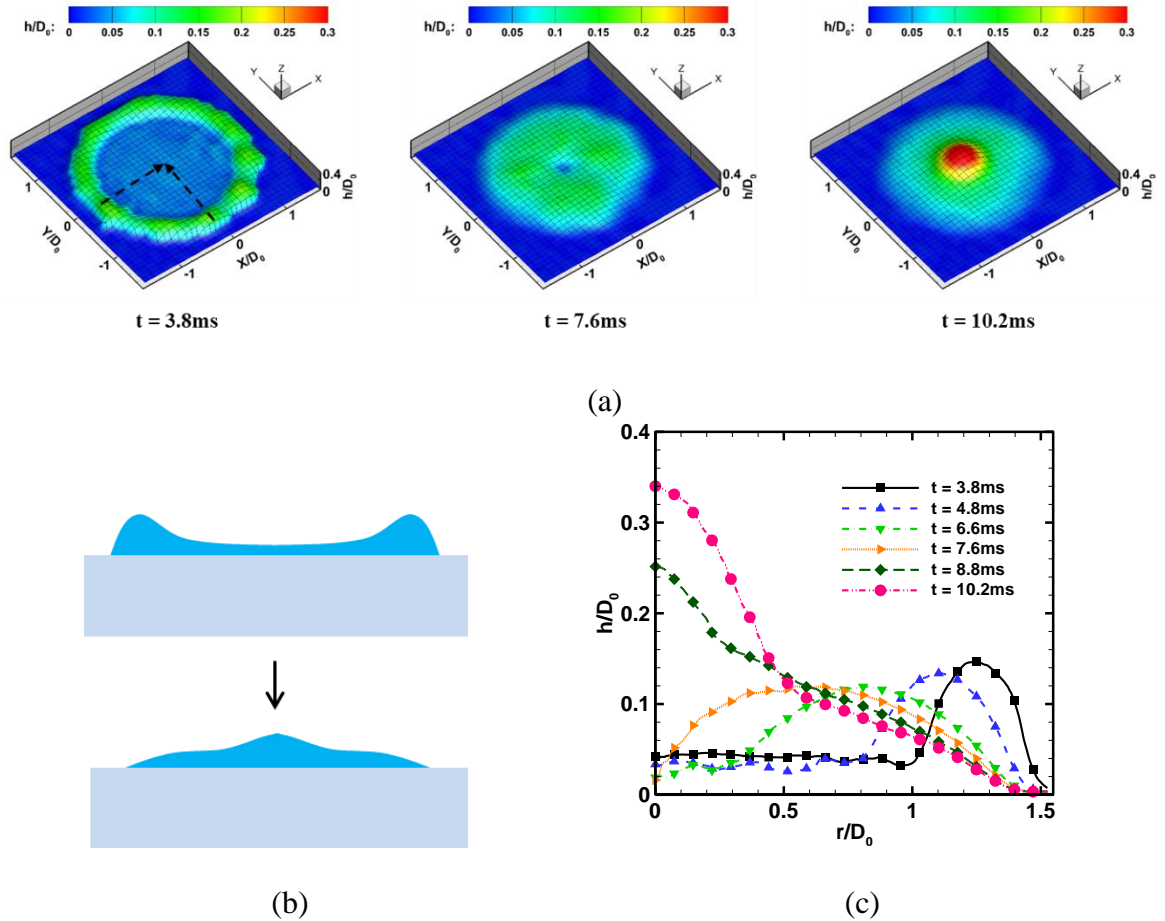 h/D₀: 0 0.05 0.1 0.15 0.2 0.25 0.3
h/D₀: 0 0.05 0.1 0.15 0.2 0.25 0.3
h/D₀: 0 0.05 0.1 0.15 0.2 0.25 0.3
Y Z X
Y Z X
Y Z X
0.4
0
h/D₀
1
0
-1
Y/D₀
-1
0
1
X/D₀
0.4
0
h/D₀
1
0
-1
Y/D₀
-1
0
1
X/D₀
0.4
0
h/D₀
1
0
-1
Y/D₀
-1
0
1
X/D₀
t = 3.8ms
t = 7.6ms
t = 10.2ms
(a)
h/D₀
0.4
0.3
0.2
0.1
0
t = 3.8ms
t = 4.8ms
t = 6.6ms
t = 7.6ms
t = 8.8ms
t = 10.2ms
0 0.5 1 1.5
r/D₀
(b)
(c)